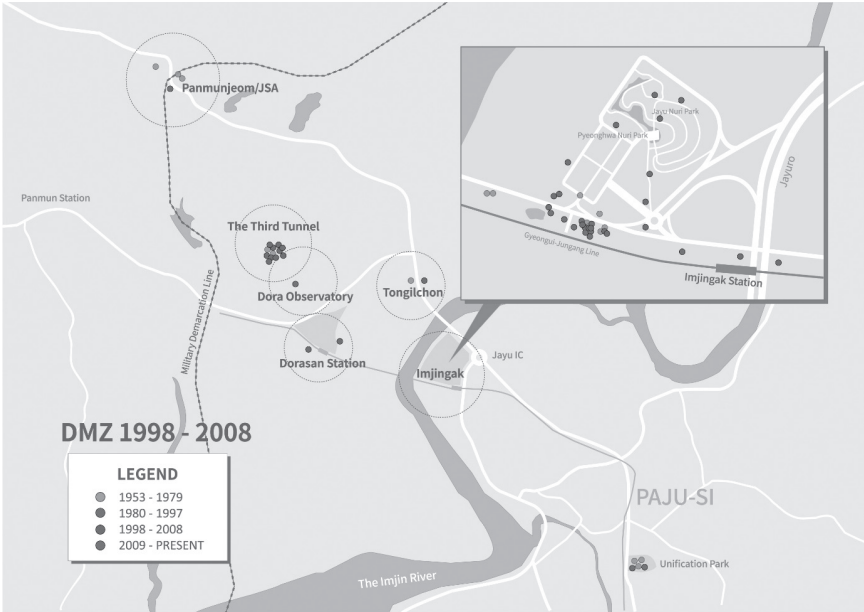 Panmunjeom/JSA
Jayu Nuri Park
Pyeonghwa Nuri Park
Jayuro
Panmun Station
The Third Tunnel
Gyeongui-Jungang Line
Imjingak Station
Military Demarcation Line
Dora Observatory
Tongilchon
Dorasan Station
Jayu IC
Imjingak
DMZ 1998 - 2008
LEGEND
1953 - 1979
1980 - 1997
1998 - 2008
2009 - PRESENT
PAJU-SI
Unification Park
The Imjin River